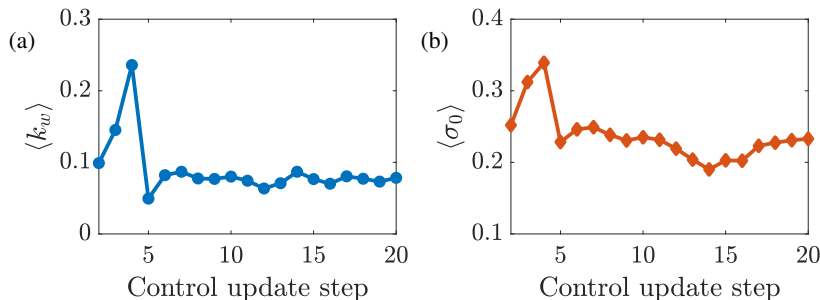 (a)
0.3
0.2
0.1
0
⟨k_w⟩
5
10
15
20
Control update step
(b)
0.4
0.3
0.2
0.1
⟨σ_0⟩
5
10
15
20
Control update step